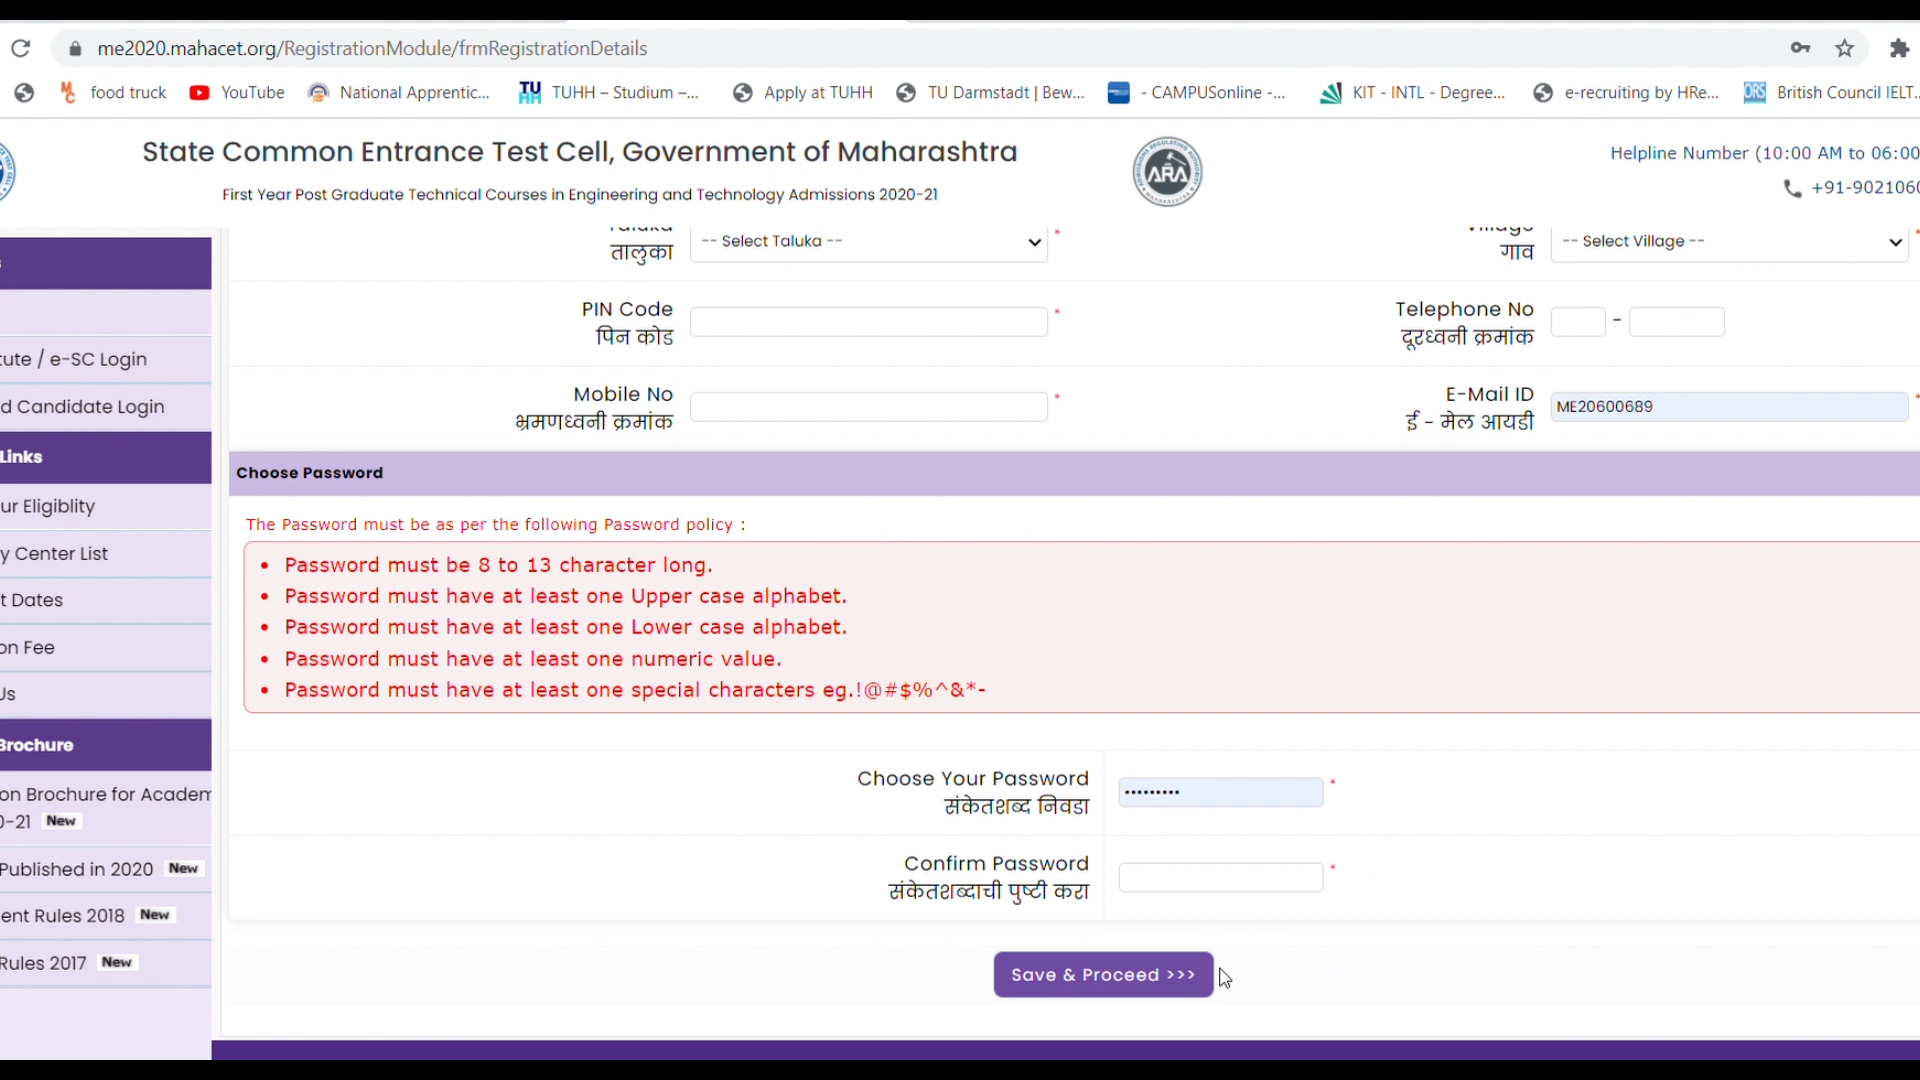 me2020.mahacet.org/RegistrationModule/frmRegistrationDetails
food truck YouTube National Apprentic... TUHH – Studium –... Apply at TUHH TU Darmstadt | Bew... - CAMPUSonline -... KIT - INTL - Degree... e-recruiting by HRe... British Council IELT...
State Common Entrance Test Cell, Government of Maharashtra
First Year Post Graduate Technical Courses in Engineering and Technology Admissions 2020-21
ARA
Helpline Number (10:00 AM to 06:00
+91-902106
तालुका
-- Select Taluka -- *
Village
गाव
-- Select Village --
PIN Code
पिन कोड
*
Telephone No
दूरध्वनी क्रमांक
-
Mobile No
भ्रमणध्वनी क्रमांक
*
E-Mail ID
ई - मेल आयडी
ME20600689
Choose Password
The Password must be as per the following Password policy :
• Password must be 8 to 13 character long.
• Password must have at least one Upper case alphabet.
• Password must have at least one Lower case alphabet.
• Password must have at least one numeric value.
• Password must have at least one special characters eg.!@#$%^&*-
Choose Your Password
संकेतशब्द निवडा
••••••••• *
Confirm Password
संकेतशब्दाची पुष्टी करा
*
Save & Proceed >>>
tute / e-SC Login
d Candidate Login
Links
ur Eligiblity
y Center List
t Dates
on Fee
Us
Brochure
on Brochure for Academ
0-21 New
Published in 2020 New
ent Rules 2018 New
Rules 2017 New